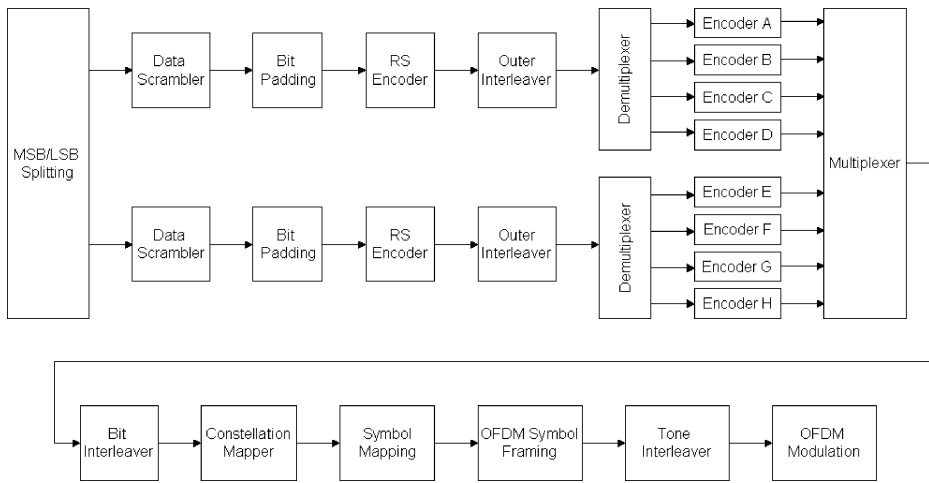 MSB/LSB
Splitting
Data
Scrambler
Bit
Padding
RS
Encoder
Outer
Interleaver
Demultiplexer
Encoder A
Encoder B
Encoder C
Encoder D
Multiplexer
Data
Scrambler
Bit
Padding
RS
Encoder
Outer
Interleaver
Demultiplexer
Encoder E
Encoder F
Encoder G
Encoder H
Bit
Interleaver
Constellation
Mapper
Symbol
Mapping
OFDM Symbol
Framing
Tone
Interleaver
OFDM
Modulation